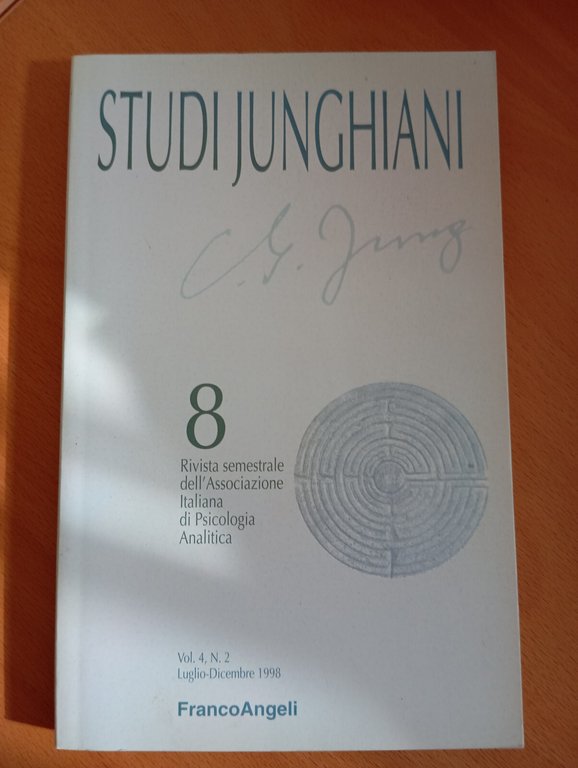 STUDI JUNGHIANI
C. G. Jung
8
Rivista semestrale
dell'Associazione
Italiana
di Psicologia
Analitica
Vol. 4, N. 2
Luglio-Dicembre 1998
FrancoAngeli